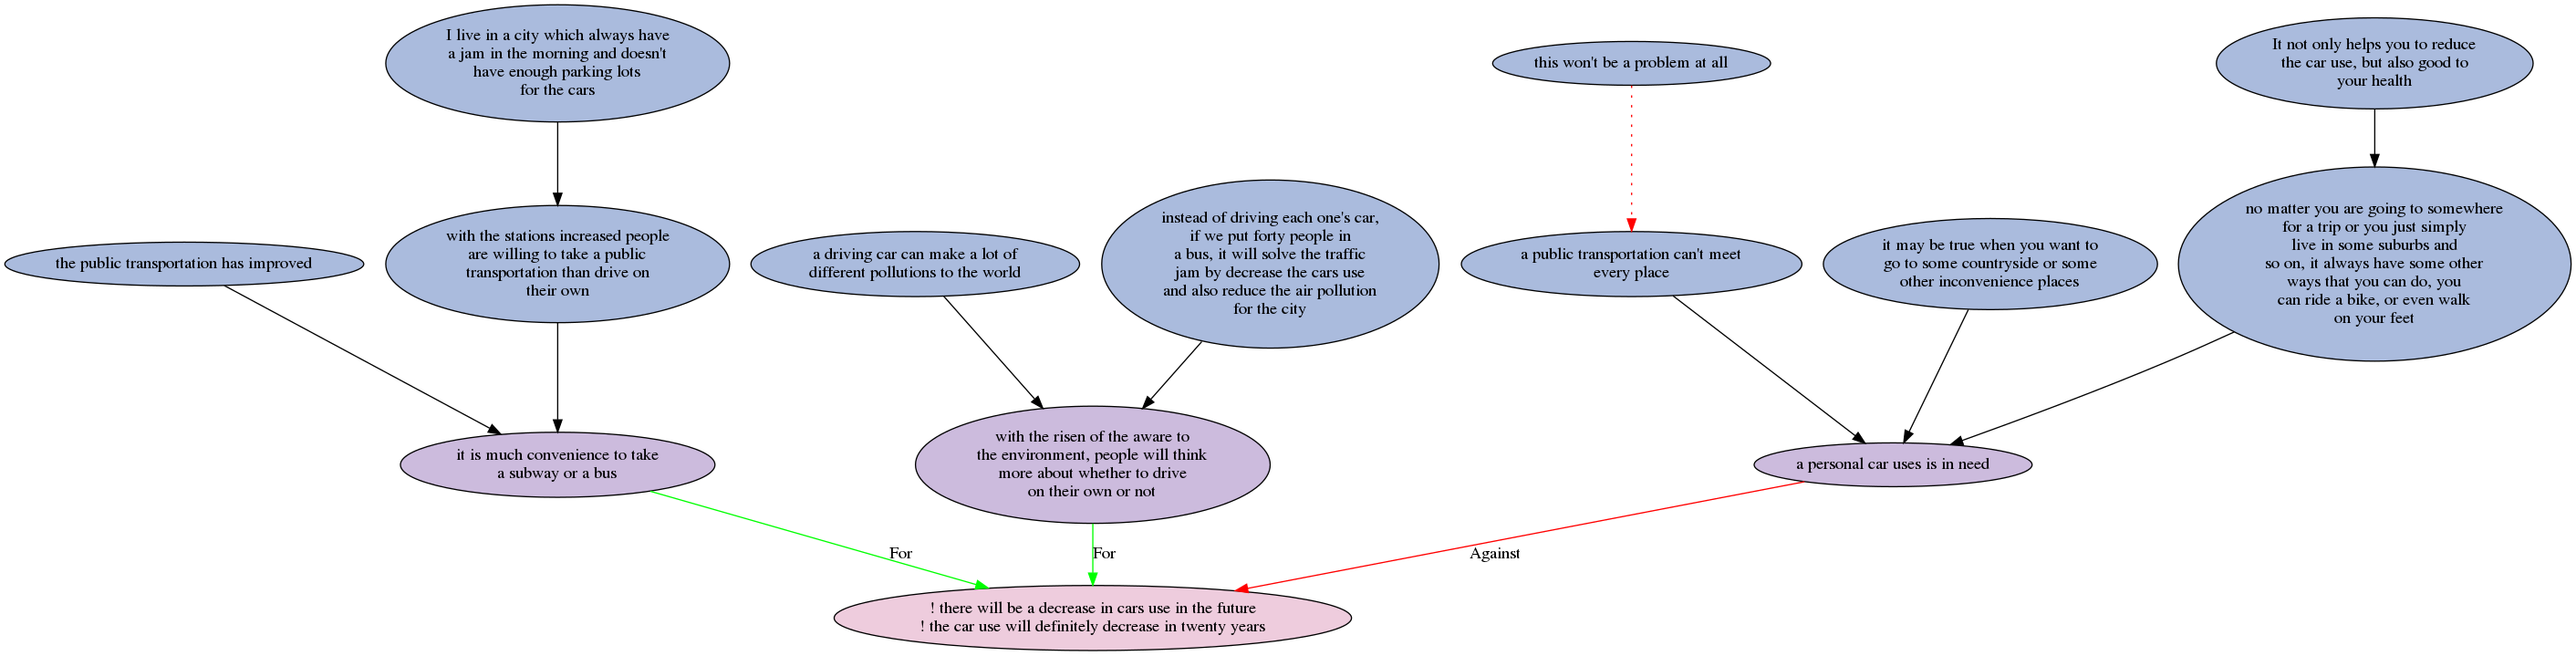 I live in a city which always have
a jam in the morning and doesn't
have enough parking lots
for the cars
this won't be a problem at all
It not only helps you to reduce
the car use, but also good to
your health
the public transportation has improved
with the stations increased people
are willing to take a public
transportation than drive on
their own
a driving car can make a lot of
different pollutions to the world
instead of driving each one's car,
if we put forty people in
a bus, it will solve the traffic
jam by decrease the cars use
and also reduce the air pollution
for the city
a public transportation can't meet
every place
it may be true when you want to
go to some countryside or some
other inconvenience places
no matter you are going to somewhere
for a trip or you just simply
live in some suburbs and
so on, it always have some other
ways that you can do, you
can ride a bike, or even walk
on your feet
it is much convenience to take
a subway or a bus
with the risen of the aware to
the environment, people will think
more about whether to drive
on their own or not
a personal car uses is in need
For
For
Against
! there will be a decrease in cars use in the future
! the car use will definitely decrease in twenty years